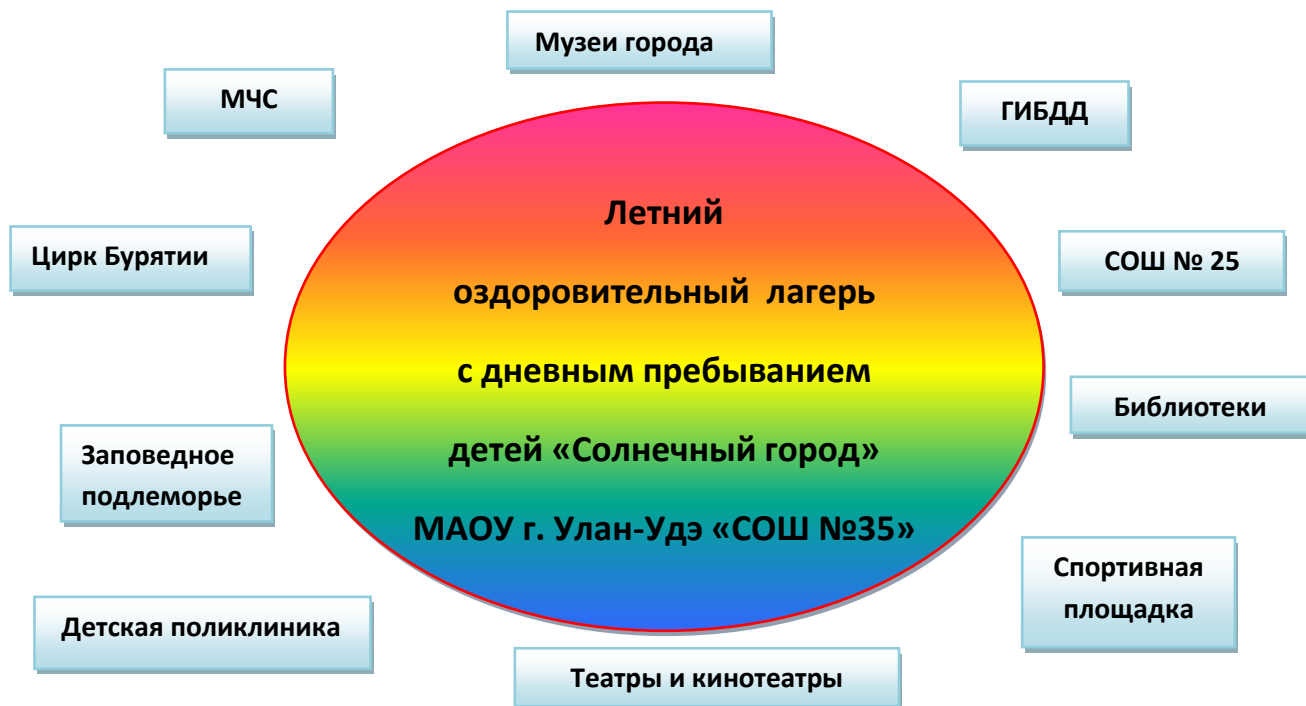 Музеи города
МЧС
ГИБДД
Летний
Цирк Бурятии
СОШ № 25
оздоровительный лагерь
с дневным пребыванием
Библиотеки
детей «Солнечный город»
Заповедное
подлеморье
МАОУ г. Улан-Удэ «СОШ №35»
Спортивная
площадка
Детская поликлиника
Театры и кинотеатры